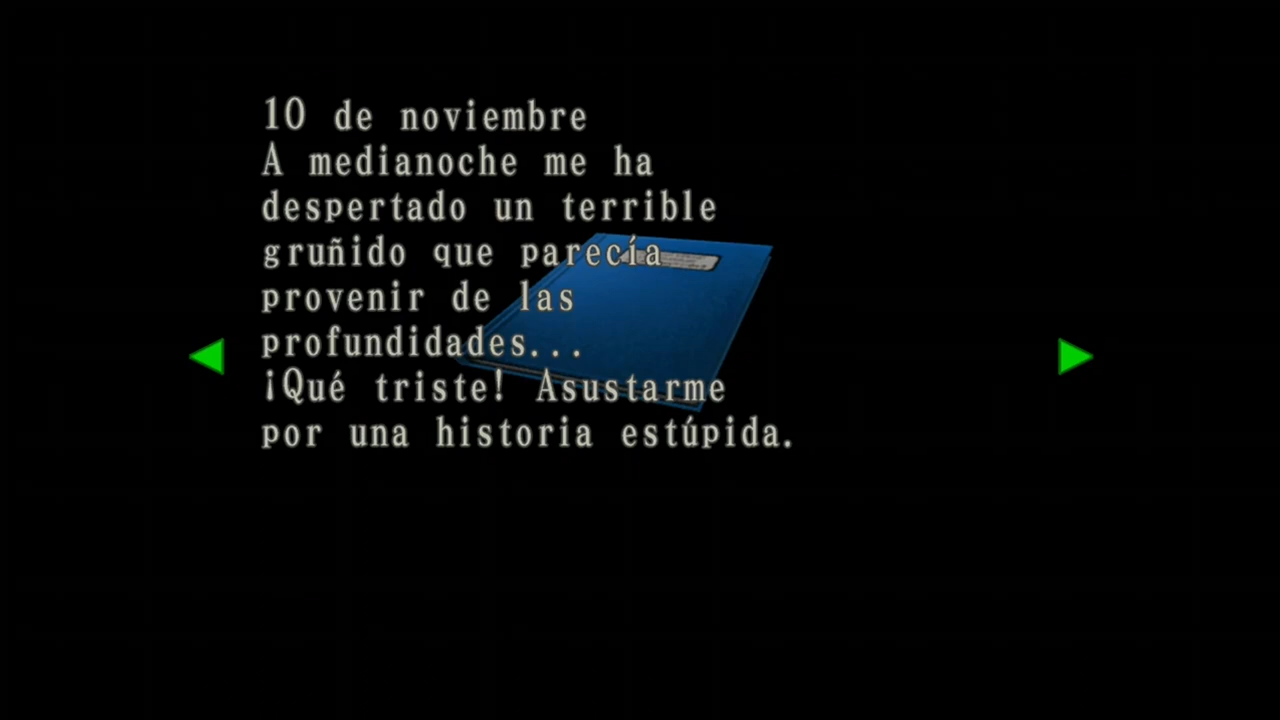 10 de noviembre
A medianoche me ha
despertado un terrible
gruñido que parecía
provenir de las
profundidades...
¡Qué triste! Asustarme
por una historia estúpida.